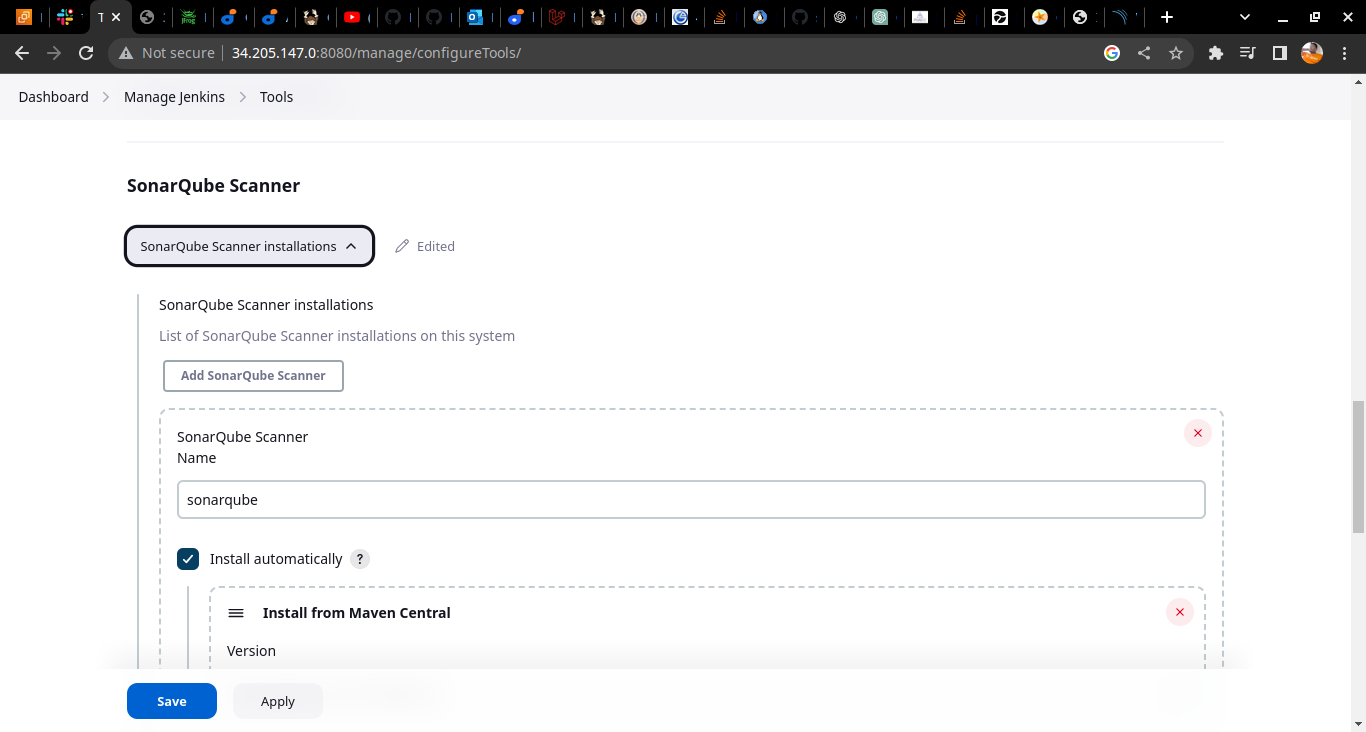 T
Not secure
34.205.147.0:8080/manage/configureTools/
Dashboard
Manage Jenkins
Tools
SonarQube Scanner
SonarQube Scanner installations
Edited
SonarQube Scanner installations
List of SonarQube Scanner installations on this system
Add SonarQube Scanner
SonarQube Scanner
Name
sonarqube
Install automatically ?
Install from Maven Central
Version
Save
Apply